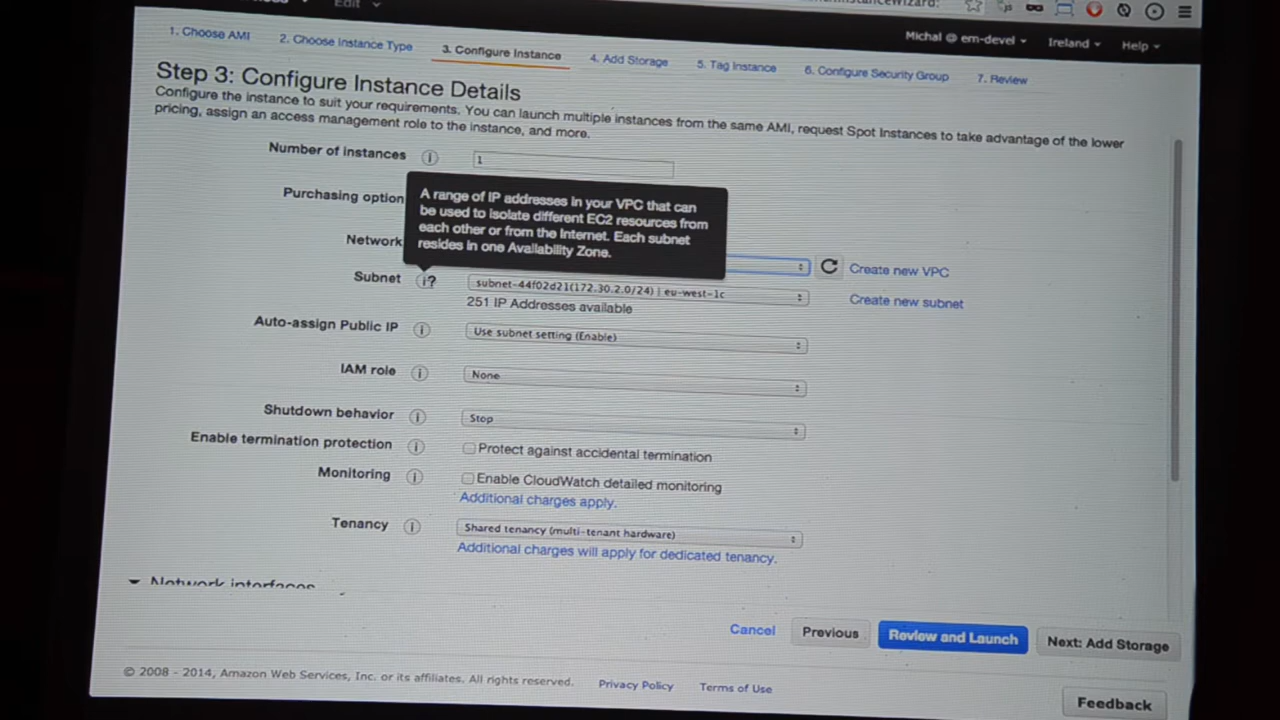 Edit
Michal @ em-devel
Ireland
Help
1. Choose AMI
2. Choose Instance Type
3. Configure Instance
4. Add Storage
5. Tag Instance
6. Configure Security Group
7. Review
Step 3: Configure Instance Details
Configure the instance to suit your requirements. You can launch multiple instances from the same AMI, request Spot Instances to take advantage of the lower
pricing, assign an access management role to the instance, and more.
Number of instances
1
Purchasing option
A range of IP addresses in your VPC that can
be used to isolate different EC2 resources from
each other or from the Internet. Each subnet
resides in one Availability Zone.
Network
Create new VPC
Subnet
subnet-44f02d21(172.30.2.0/24) | eu-west-1c
Create new subnet
251 IP Addresses available
Auto-assign Public IP
Use subnet setting (Enable)
IAM role
None
Shutdown behavior
Stop
Enable termination protection
Protect against accidental termination
Monitoring
Enable CloudWatch detailed monitoring
Additional charges apply.
Tenancy
Shared tenancy (multi-tenant hardware)
Additional charges will apply for dedicated tenancy.
Network interfaces
Cancel
Previous
Review and Launch
Next: Add Storage
© 2008 - 2014, Amazon Web Services, Inc. or its affiliates. All rights reserved.
Privacy Policy
Terms of Use
Feedback